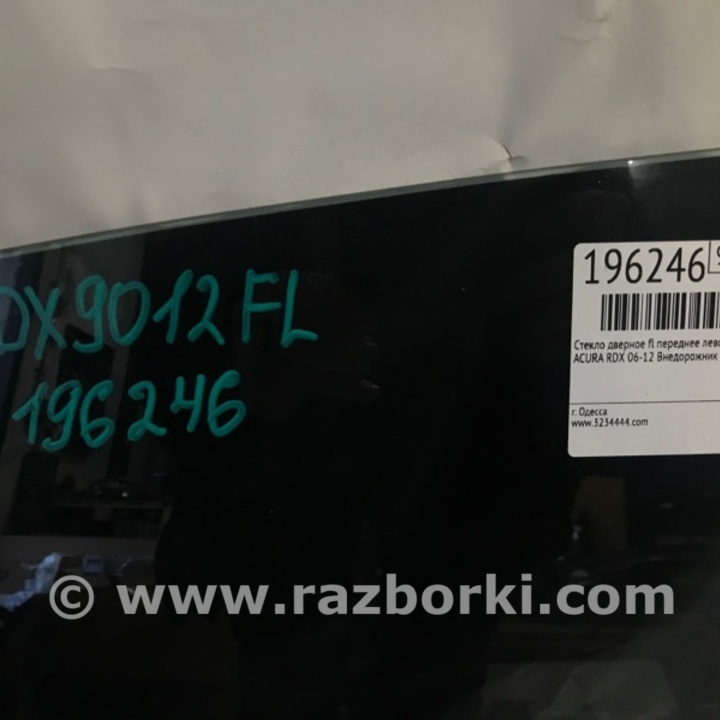 DX9012FL
196246
196246
Стекло дверное fl переднее
ACURA RDX 06-12 Внедорожник
г. Одесса
www.3234444.com
© www.razborki.com